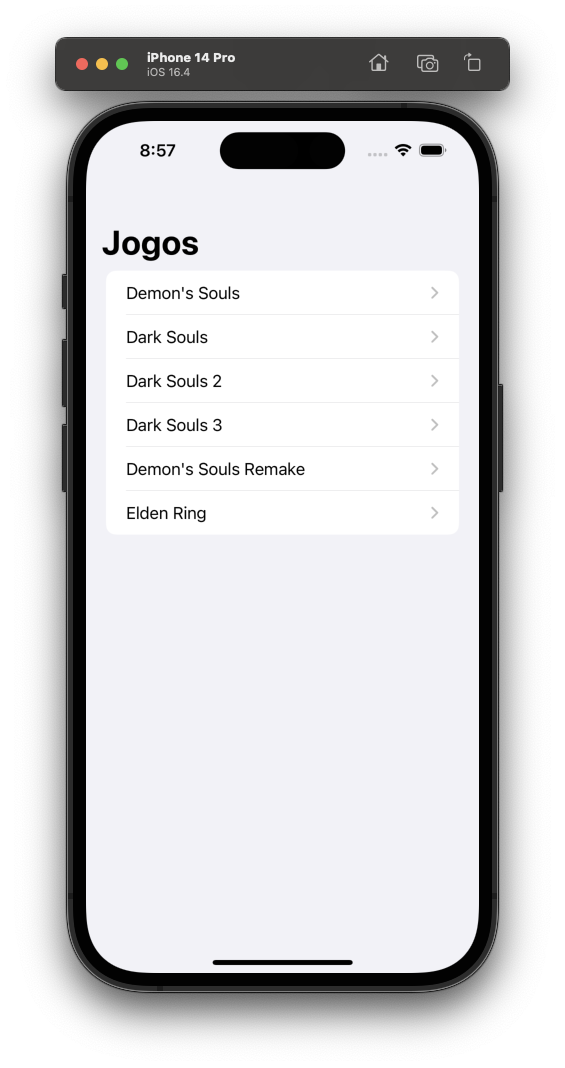 iPhone 14 Pro
iOS 16.4
8:57
Jogos
Demon's Souls
Dark Souls
Dark Souls 2
Dark Souls 3
Demon's Souls Remake
Elden Ring